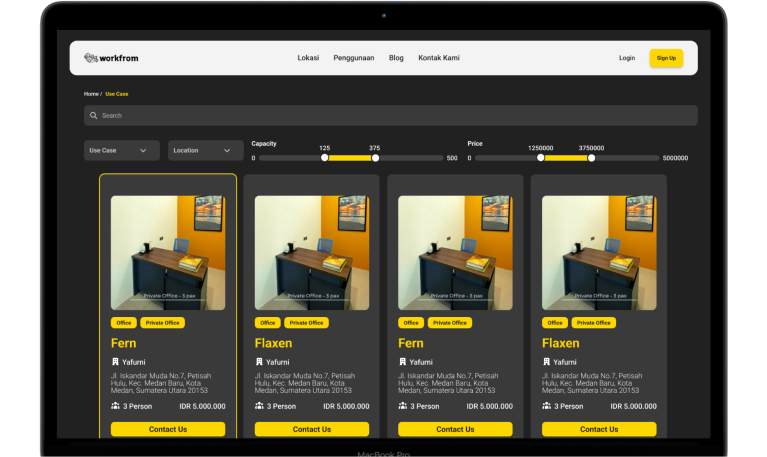 workfrom
Lokasi Penggunaan Blog Kontak Kami
Login Sign Up
Home / Use Case
Search
Use Case
Location
Capacity
0 125 375 500
Price
0 1250000 3750000 5000000
Private Office - 3 pax
Office Private Office
Fern
Yafurni
Jl. Iskandar Muda No.7, Petisah
Hulu, Kec. Medan Baru, Kota
Medan, Sumatera Utara 20153
3 Person IDR 5.000.000
Contact Us
Private Office - 3 pax
Office Private Office
Flaxen
Yafurni
Jl. Iskandar Muda No.7, Petisah
Hulu, Kec. Medan Baru, Kota
Medan, Sumatera Utara 20153
3 Person IDR 5.000.000
Contact Us
Private Office - 3 pax
Office Private Office
Fern
Yafurni
Jl. Iskandar Muda No.7, Petisah
Hulu, Kec. Medan Baru, Kota
Medan, Sumatera Utara 20153
3 Person IDR 5.000.000
Contact Us
Private Office - 3 pax
Office Private Office
Flaxen
Yafurni
Jl. Iskandar Muda No.7, Petisah
Hulu, Kec. Medan Baru, Kota
Medan, Sumatera Utara 20153
3 Person IDR 5.000.000
Contact Us
MacBook Pro